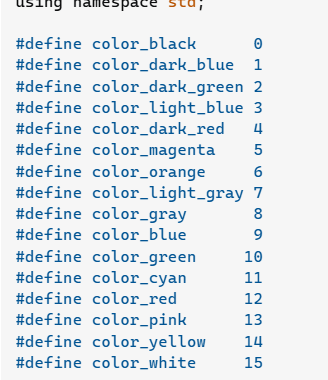 using namespace std;
#define color_black      0
#define color_dark_blue  1
#define color_dark_green 2
#define color_light_blue 3
#define color_dark_red   4
#define color_magenta    5
#define color_orange     6
#define color_light_gray 7
#define color_gray       8
#define color_blue       9
#define color_green     10
#define color_cyan      11
#define color_red       12
#define color_pink      13
#define color_yellow    14
#define color_white     15